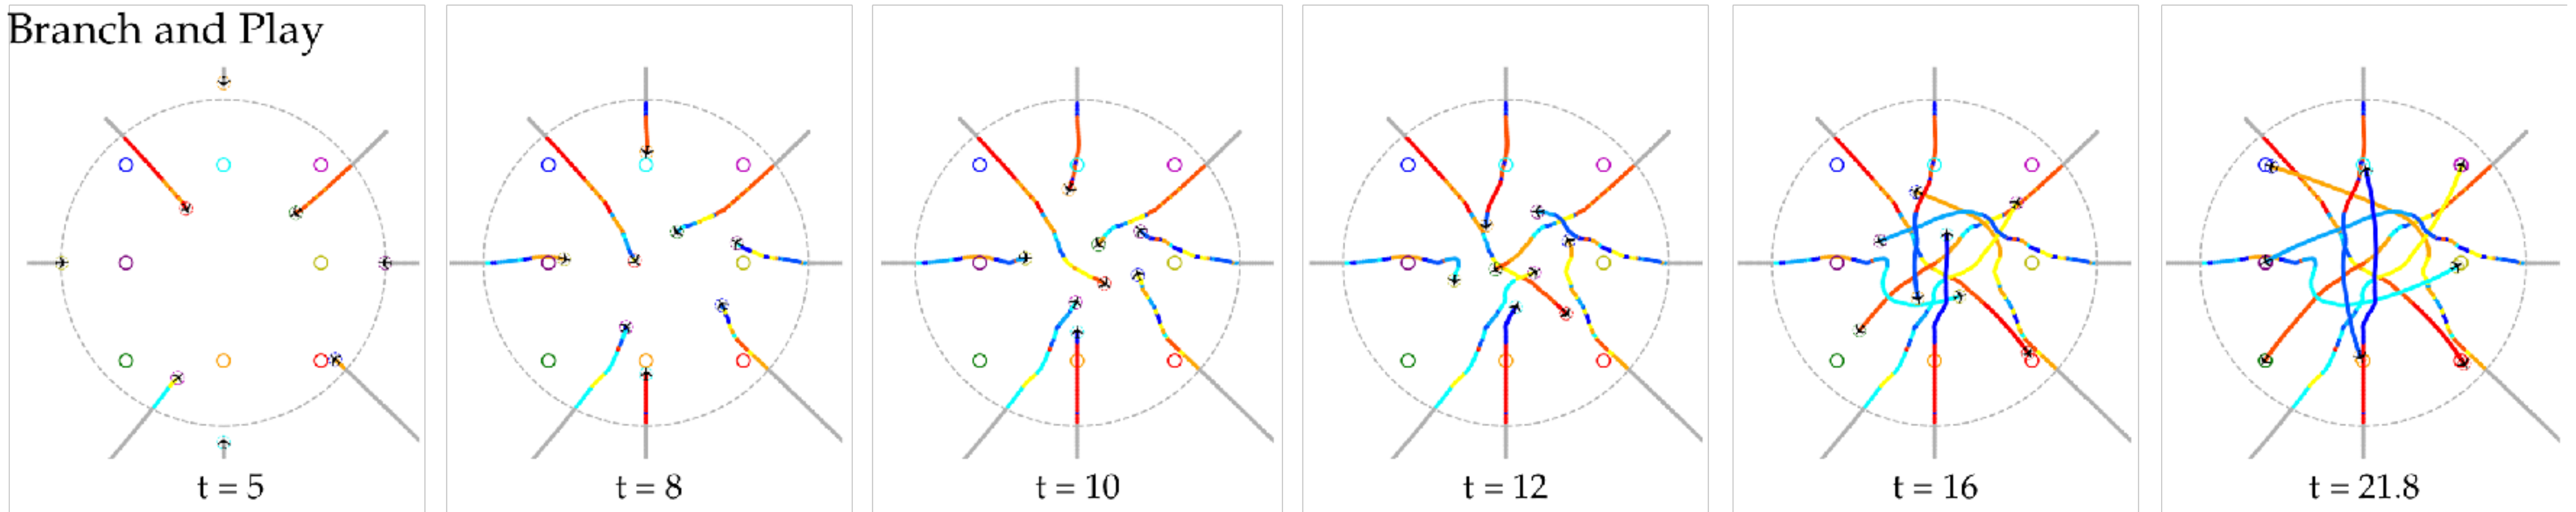 Branch and Play
t = 5
t = 8
t = 10
t = 12
t = 16
t = 21.8